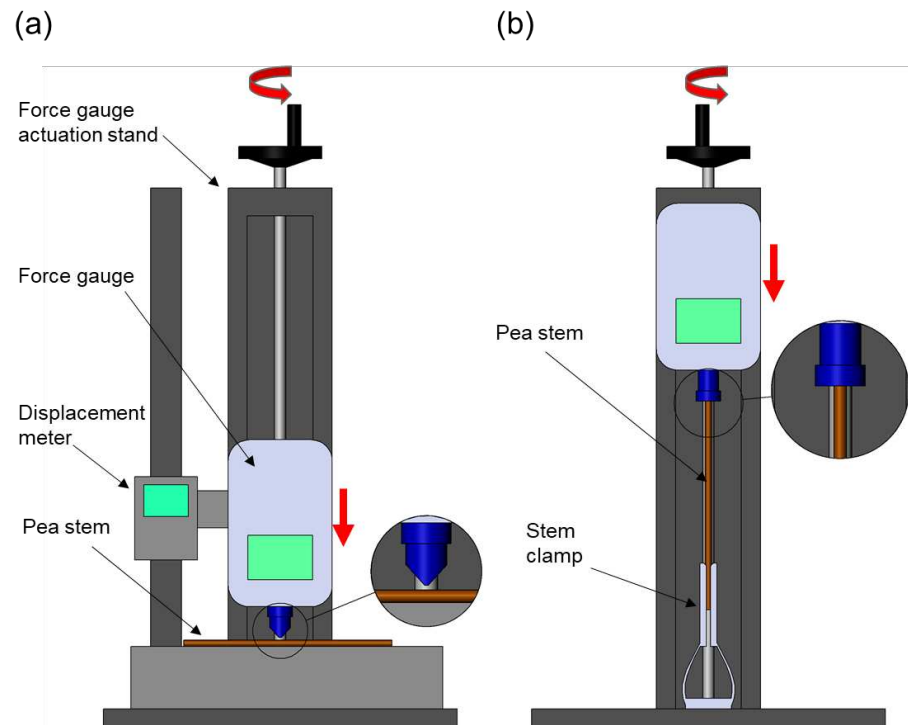 (a)
(b)
Force gauge
actuation stand
Force gauge
Displacement
meter
Pea stem
Pea stem
Stem
clamp